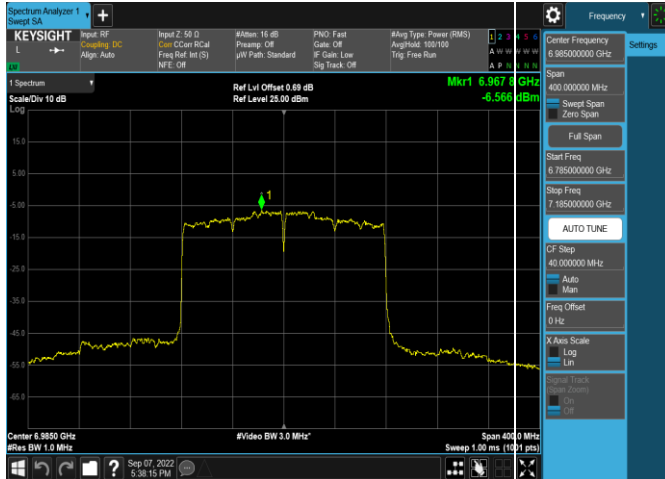 Spectrum Analyzer 1
Swept SA
+
Frequency
KEYSIGHT
L
Input: RF
Coupling: DC
Align: Auto
Input Z: 50 Ω
Corr CCorr RCal
Freq Ref: Int (S)
NFE: Off
#Atten: 16 dB
Preamp: Off
µW Path: Standard
PNO: Fast
Gate: Off
IF Gain: Low
Sig Track: Off
#Avg Type: Power (RMS)
Avg|Hold: 100/100
Trig: Free Run
1 2 3 4 5 6
A W W W W W
A P N N N N
1 Spectrum
Scale/Div 10 dB
Log
Ref Lvl Offset 0.69 dB
Ref Level 25.00 dBm
Mkr1 6.967 8 GHz
-6.566 dBm
15.0
5.00
-5.00
-15.0
-25.0
-35.0
-45.0
-55.0
-65.0
1
Center 6.9850 GHz
#Res BW 1.0 MHz
#Video BW 3.0 MHz*
Span 400.0 MHz
Sweep 1.00 ms (1001 pts)
Sep 07, 2022
5:38:15 PM
?
Settings
Center Frequency
6.985000000 GHz
Span
400.000000 MHz
Swept Span
Zero Span
Full Span
Start Freq
6.785000000 GHz
Stop Freq
7.185000000 GHz
AUTO TUNE
CF Step
40.000000 MHz
Auto
Man
Freq Offset
0 Hz
X Axis Scale
Log
Lin
Signal Track
(Span Zoom)
On
Off